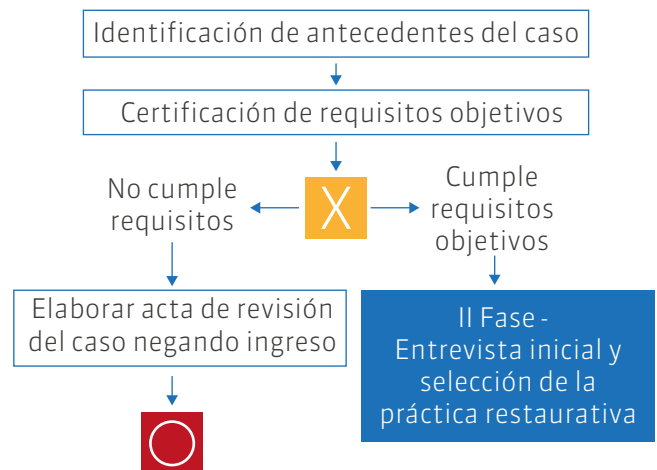 Identificación de antecedentes del caso
Certificación de requisitos objetivos
No cumple
requisitos
X
Cumple
requisitos
objetivos
Elaborar acta de revisión
del caso negando ingreso
II Fase -
Entrevista inicial y
selección de la
práctica restaurativa